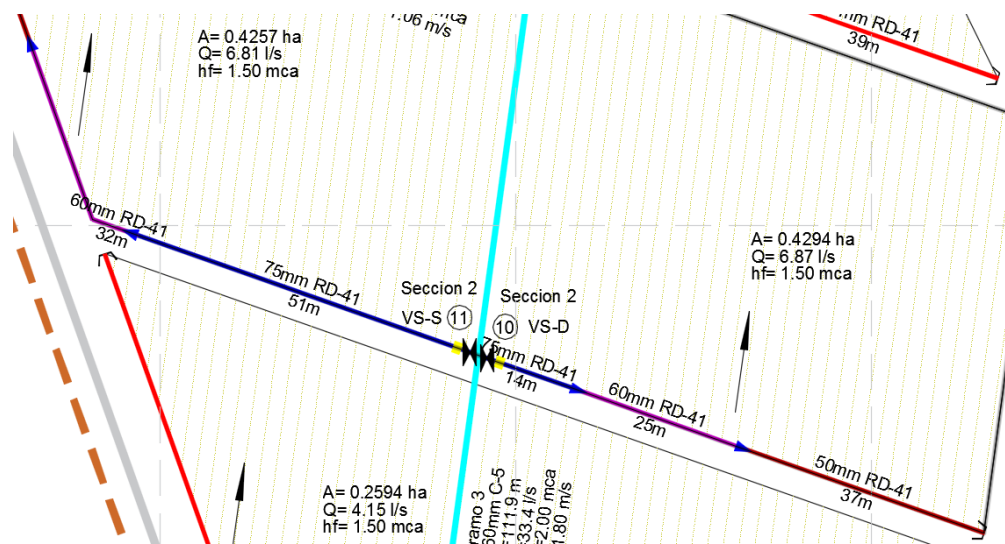 mca
7.06 m/s
mm RD-41
39m
A= 0.4257 ha
Q= 6.81 l/s
hf= 1.50 mca
60mm RD-41
32m
75mm RD-41
51m
Seccion 2
VS-S 11
Seccion 2
10 VS-D
75mm RD-41
14m
60mm RD-41
25m
50mm RD-41
37m
A= 0.4294 ha
Q= 6.87 l/s
hf= 1.50 mca
A= 0.2594 ha
Q= 4.15 l/s
hf= 1.50 mca
ramo 3
60mm C-5
=111.9 m
=33.4 l/s
=2.00 mca
1.80 m/s